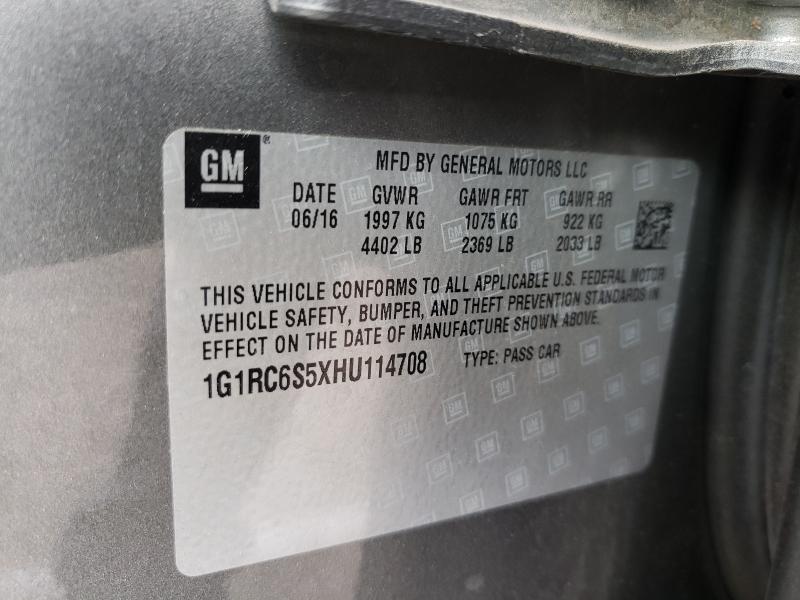 GM®
MFD BY GENERAL MOTORS LLC
DATE GVWR GAWR FRT GAWR RR
06/16 1997 KG 1075 KG 922 KG
4402 LB 2369 LB 2033 LB
THIS VEHICLE CONFORMS TO ALL APPLICABLE U.S. FEDERAL MOTOR
VEHICLE SAFETY, BUMPER, AND THEFT PREVENTION STANDARDS IN
EFFECT ON THE DATE OF MANUFACTURE SHOWN ABOVE.
1G1RC6S5XHU114708 TYPE: PASS CAR